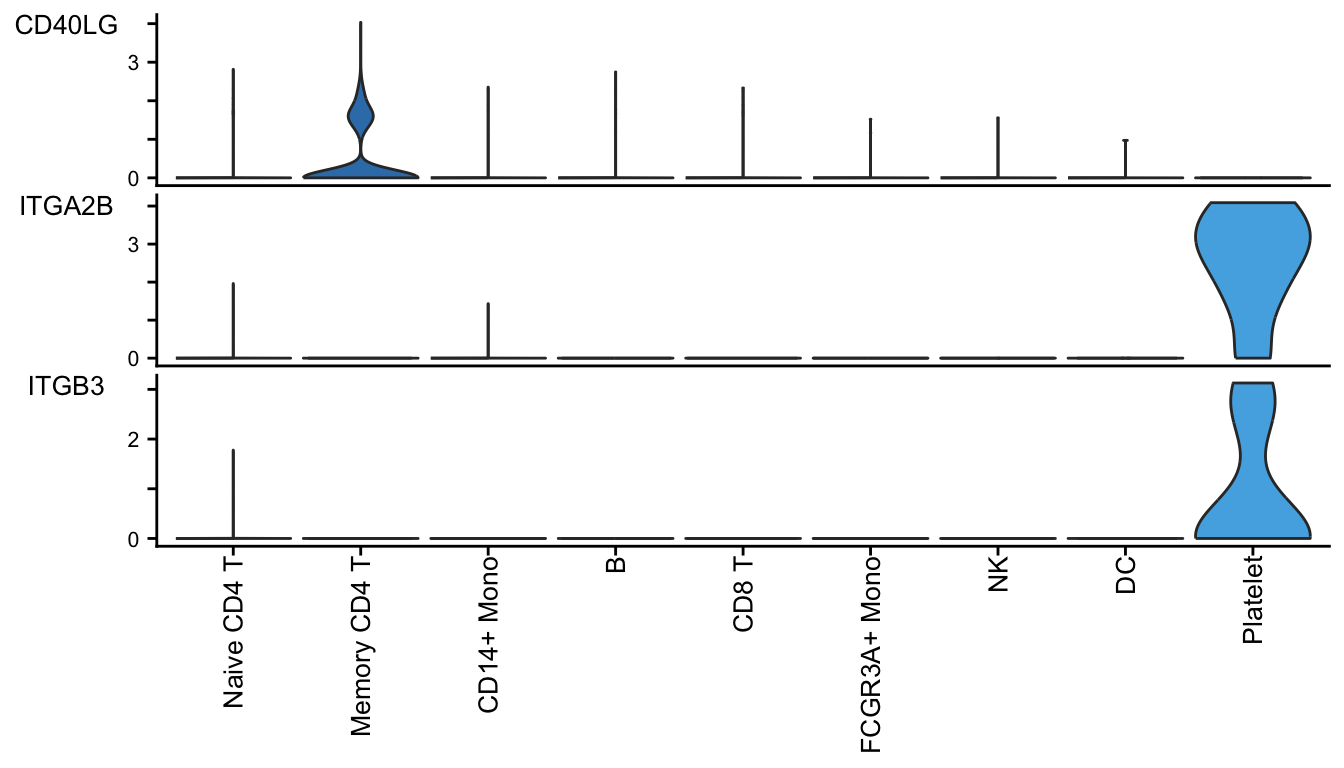 CD40LG
3
0
ITGA2B
3
0
ITGB3
2
0
Naive CD4 T
Memory CD4 T
CD14+ Mono
B
CD8 T
FCGR3A+ Mono
NK
DC
Platelet